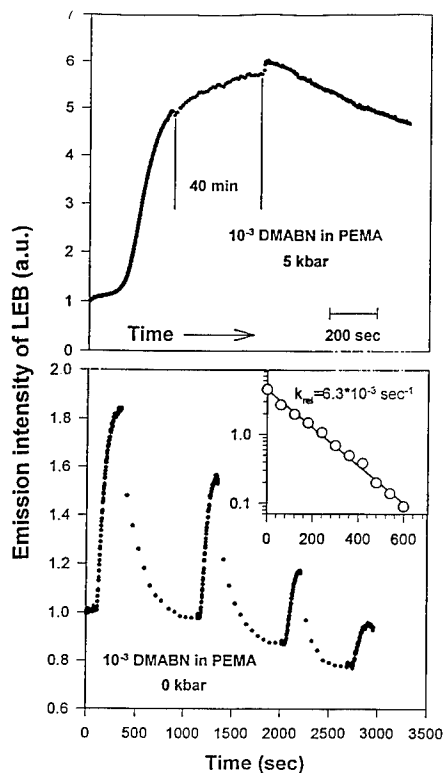 Emission intensity of LEB (a.u.)
7
6
5
4
3
2
1
0
40 min
10-3 DMABN in PEMA
5 kbar
Time
200 sec
2.0
1.8
1.6
1.4
1.2
1.0
0.8
0.6
krel=6.3*10-3 sec-1
1.0
0.1
0 200 400 600
10-3 DMABN in PEMA
0 kbar
0 500 1000 1500 2000 2500 3000 3500
Time (sec)